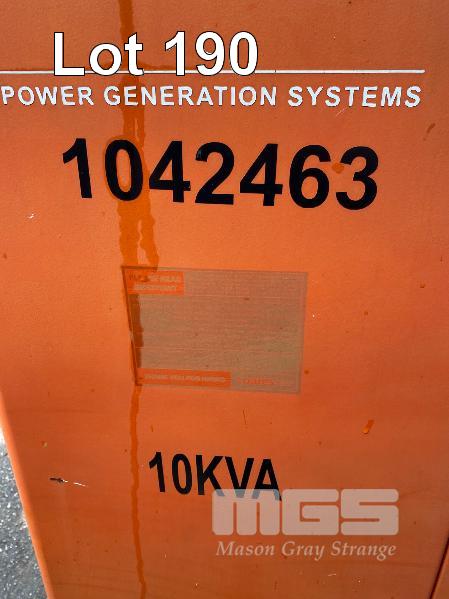 Lot 190
POWER GENERATION SYSTEMS
1042463
10KVA
MGS
Mason Gray Strange